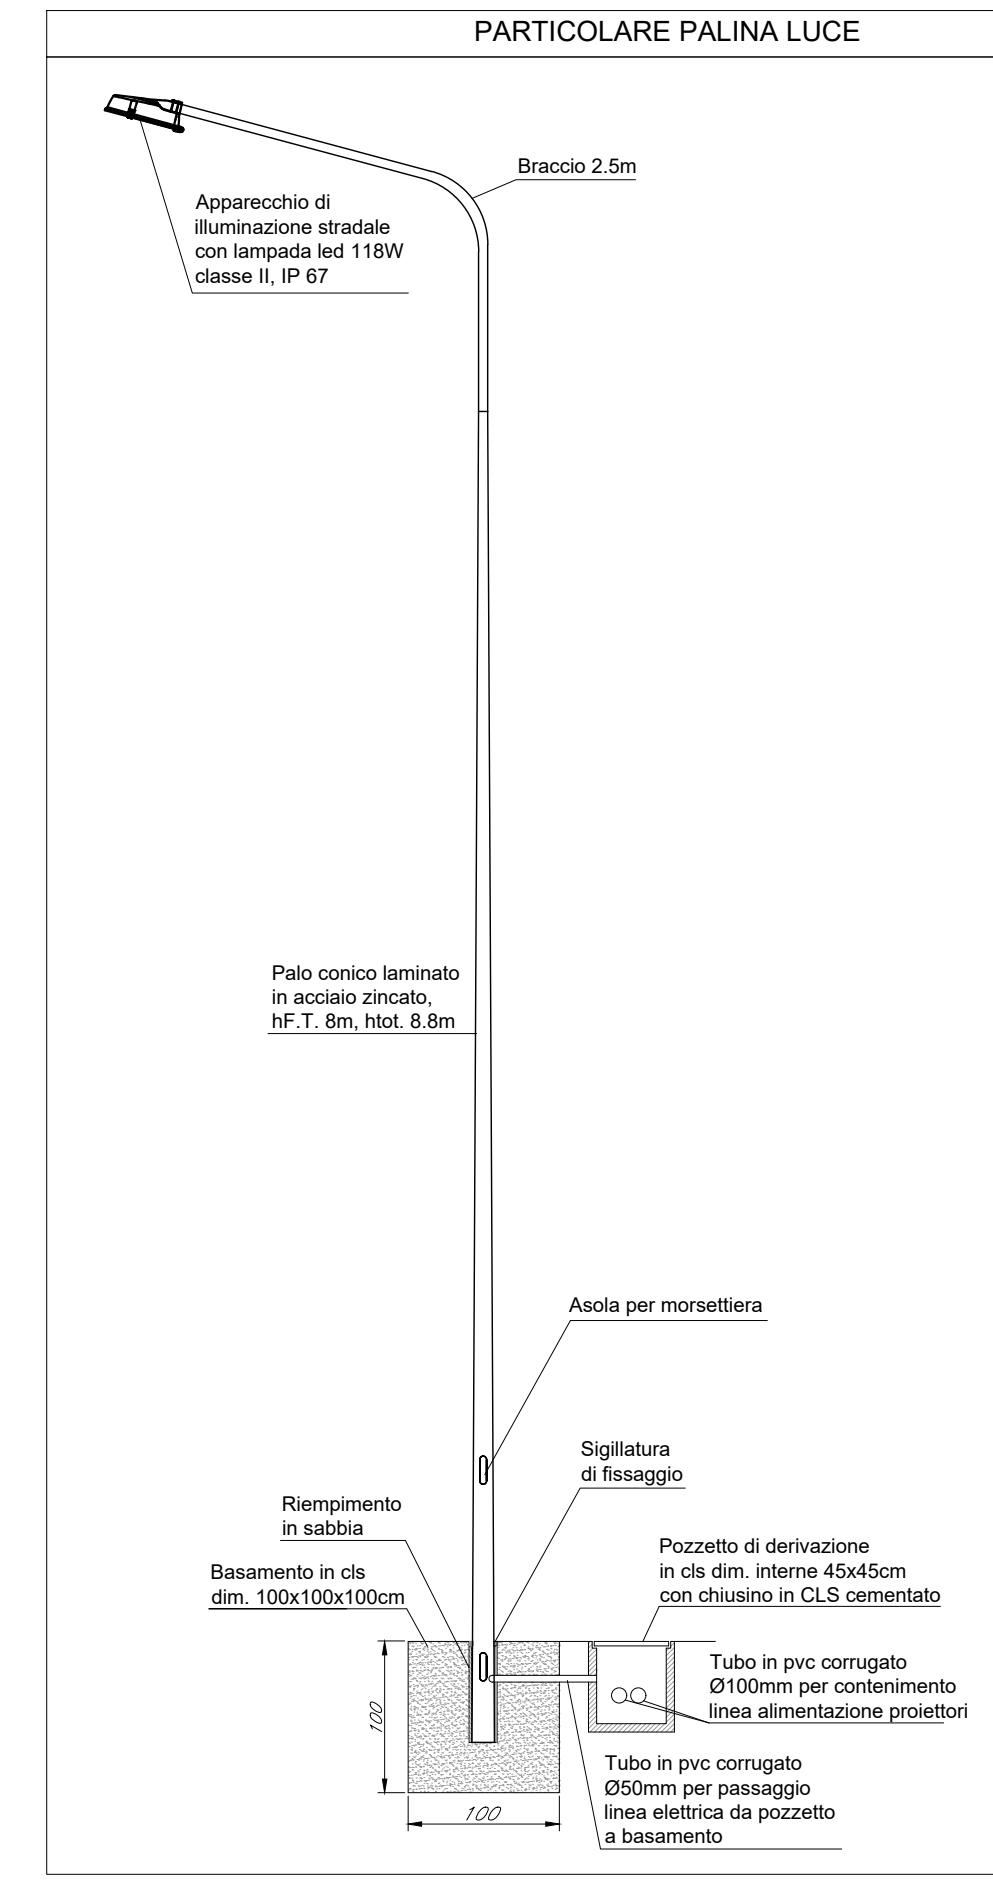 PARTICOLARE PALINA LUCE
Braccio 2.5m
Apparecchio di
illuminazione stradale
con lampada led 118W
classe II, IP 67
Palo conico laminato
in acciaio zincato,
hF.T. 8m, htot. 8.8m
Asola per morsettiera
Sigillatura
di fissaggio
Riempimento
in sabbia
Basamento in cls
dim. 100x100x100cm
Pozzetto di derivazione
in cls dim. interne 45x45cm
con chiusino in CLS cementato
Tubo in pvc corrugato
Ø100mm per contenimento
linea alimentazione proiettori
100
100
Tubo in pvc corrugato
Ø50mm per passaggio
linea elettrica da pozzetto
a basamento